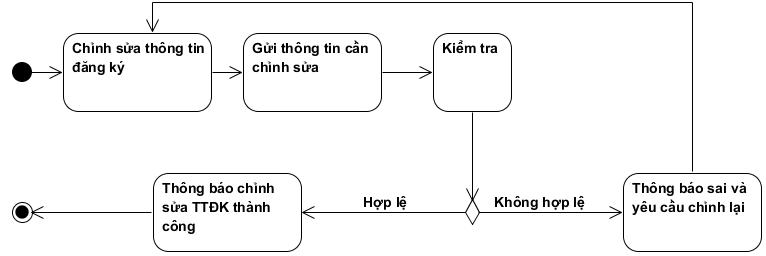 Chỉnh sửa thông tin
đăng ký
Gửi thông tin cần
chỉnh sửa
Kiểm tra
Thông báo chỉnh
sửa TTĐK thành
công
Hợp lệ
Không hợp lệ
Thông báo sai và
yêu cầu chỉnh lại